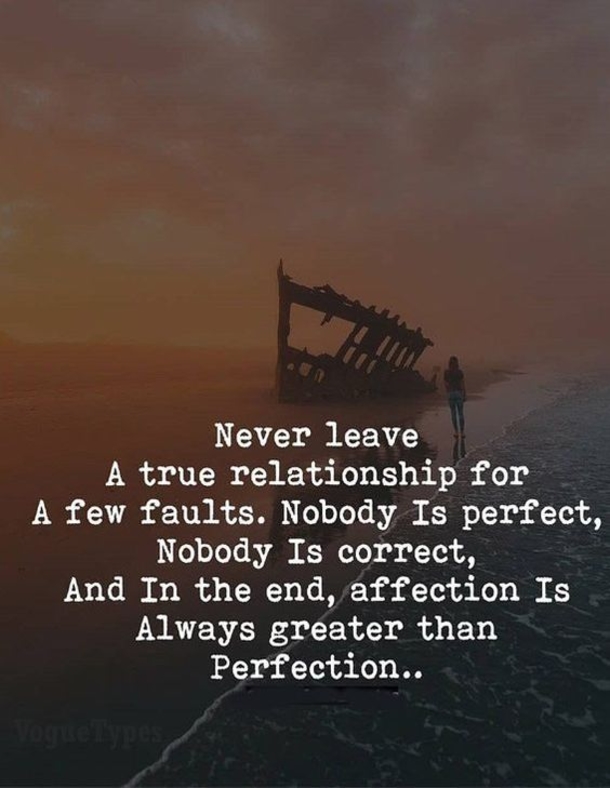 Never leave
A true relationship for
A few faults. Nobody Is perfect,
Nobody Is correct,
And In the end, affection Is
Always greater than
Perfection..
VogueTypes